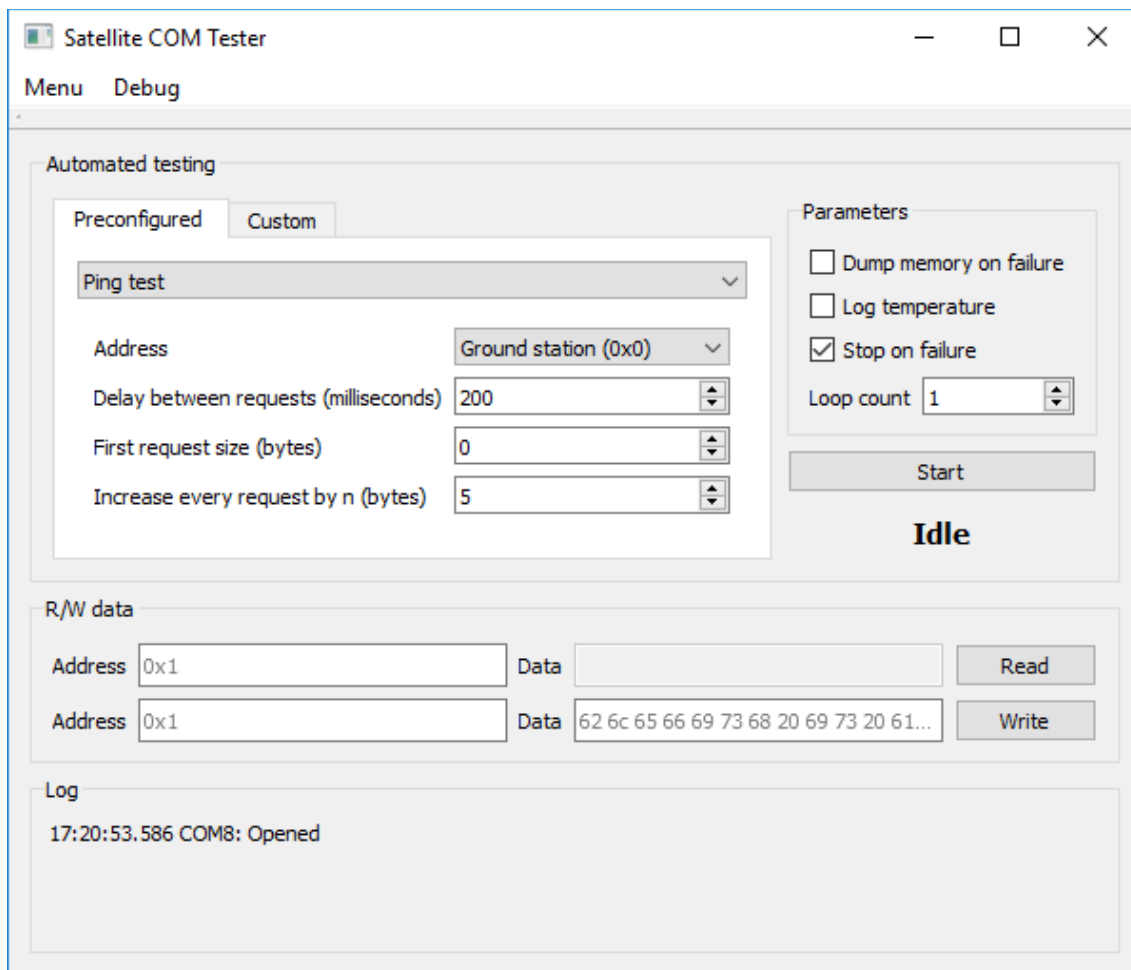 Satellite COM Tester
Menu Debug
Automated testing
Preconfigured Custom
Ping test
Address Ground station (0x0)
Delay between requests (milliseconds) 200
First request size (bytes) 0
Increase every request by n (bytes) 5
Parameters
Dump memory on failure
Log temperature
Stop on failure
Loop count 1
Start
Idle
R/W data
Address 0x1 Data Read
Address 0x1 Data 62 6c 65 66 69 73 68 20 69 73 20 61... Write
Log
17:20:53.586 COM8: Opened